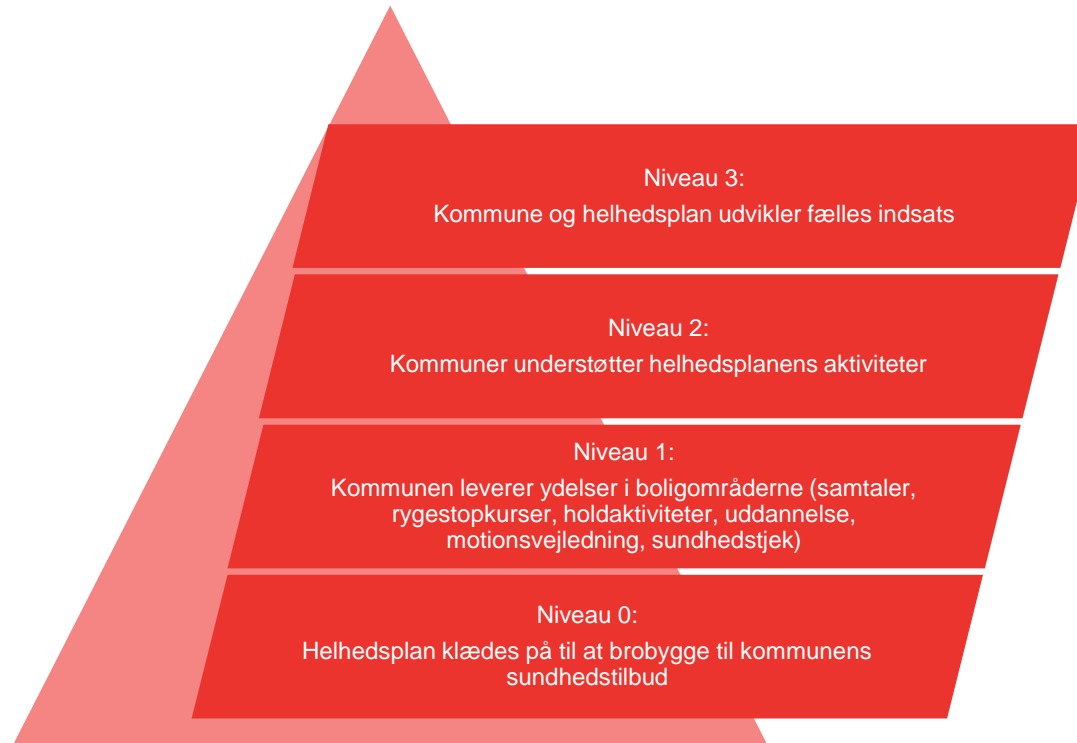 Niveau 3:
Kommune og helhedsplan udvikler fælles indsats
Niveau 2:
Kommuner understøtter helhedsplanens aktiviteter
Niveau 1:
Kommunen leverer ydelser i boligområderne (samtaler,
rygestopkurser, holdaktiviteter, uddannelse,
motionsvejledning, sundhedstjek)
Niveau 0:
Helhedsplan klædes på til at brobygge til kommunens
sundhedstilbud